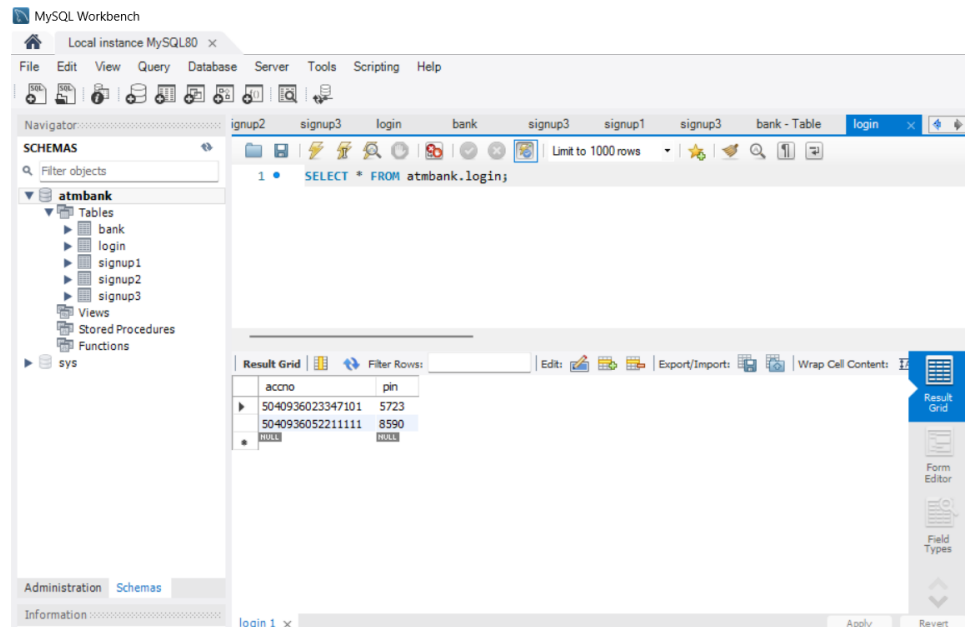 MySQL Workbench
Local instance MySQL80 ×
File Edit View Query Database Server Tools Scripting Help
Navigator
SCHEMAS
Filter objects
atmbank
Tables
bank
login
signup1
signup2
signup3
Views
Stored Procedures
Functions
sys
Administration Schemas
Information
ignup2 signup3 login bank signup3 signup1 signup3 bank - Table login ×
Limit to 1000 rows
1 SELECT * FROM atmbank.login;
Result Grid Filter Rows: Edit: Export/Import: Wrap Cell Content:
accno pin
5040936023347101 5723
5040936052211111 8590
NULL NULL
Result
Grid
Form
Editor
Field
Types
login 1 ×
Apply Revert